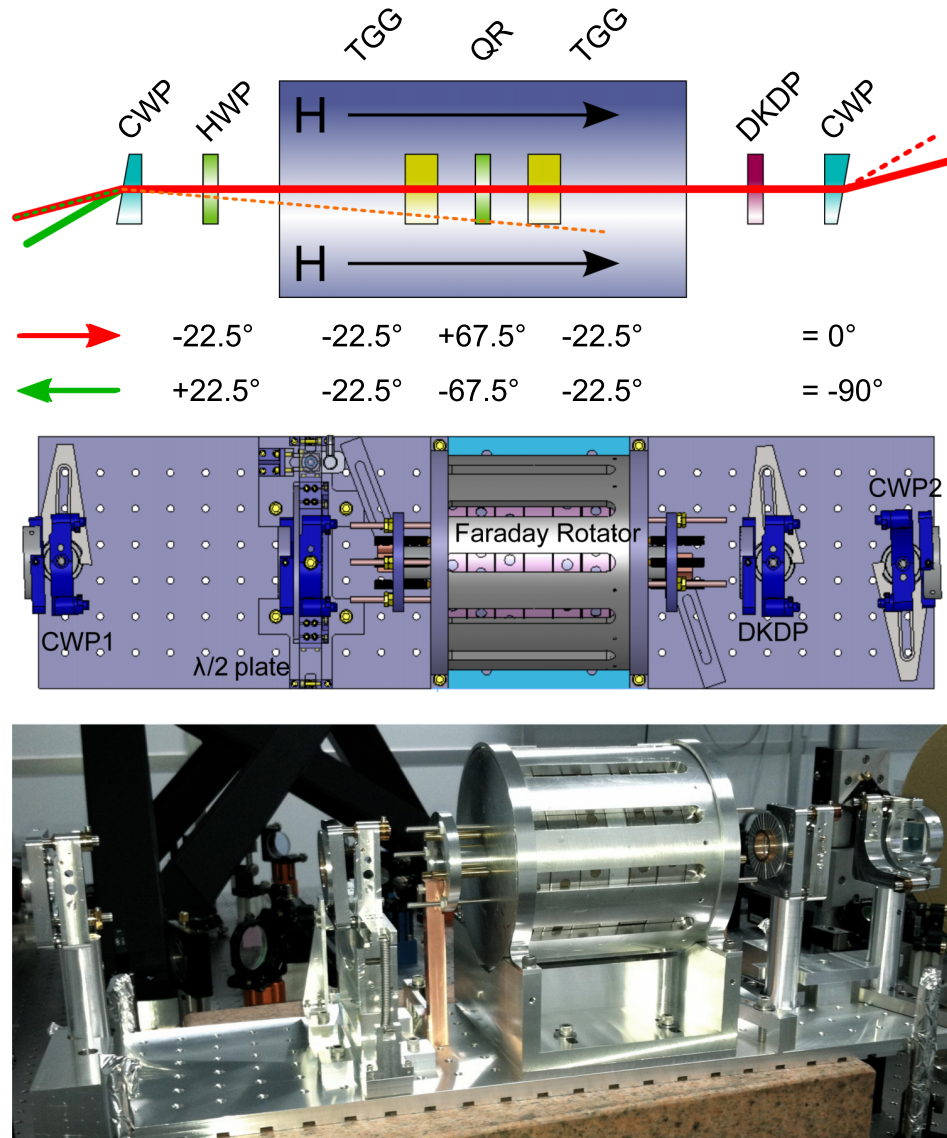 TGG QR TGG
CWP HWP DKDP CWP
H
H
-22.5° -22.5° +67.5° -22.5° = 0°
+22.5° -22.5° -67.5° -22.5° = -90°
CWP2
Faraday Rotator
CWP1 DKDP
λ/2 plate